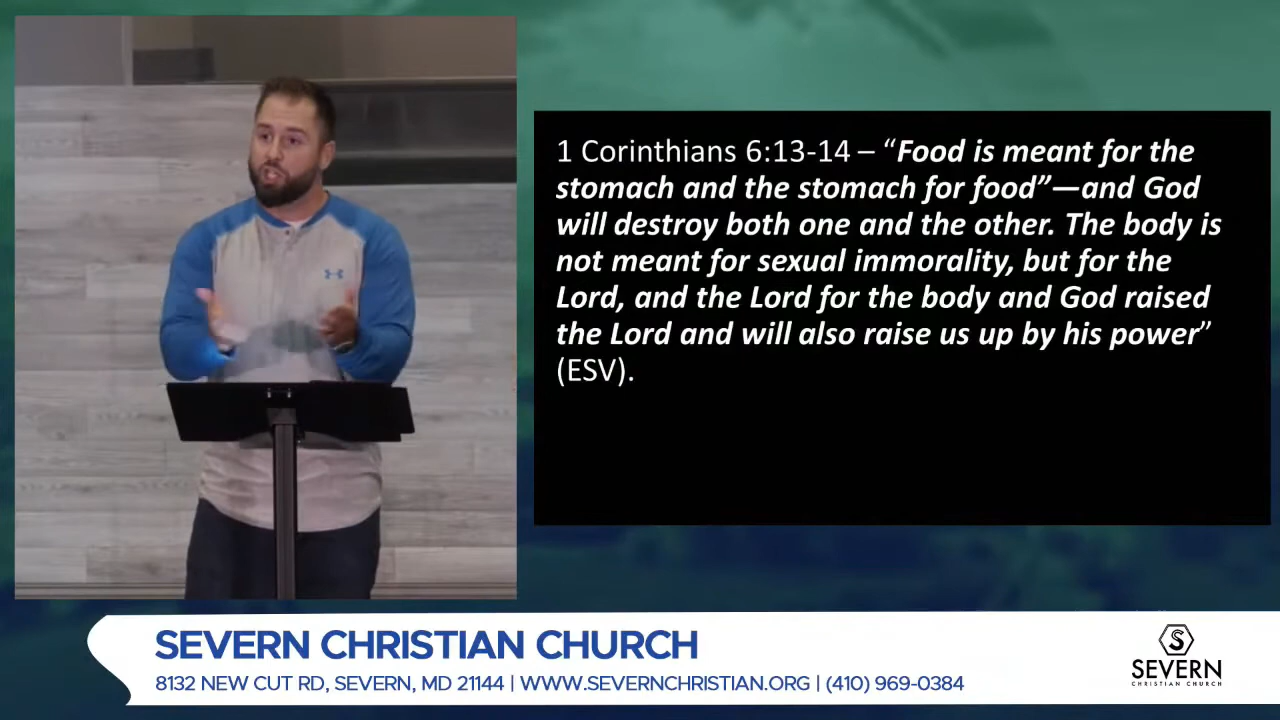 1 Corinthians 6:13-14 – “Food is meant for the
stomach and the stomach for food”—and God
will destroy both one and the other. The body is
not meant for sexual immorality, but for the
Lord, and the Lord for the body and God raised
the Lord and will also raise us up by his power”
(ESV).
SEVERN CHRISTIAN CHURCH
8132 NEW CUT RD, SEVERN, MD 21144 | WWW.SEVERNCHRISTIAN.ORG | (410) 969-0384
S
SEVERN
CHRISTIAN CHURCH